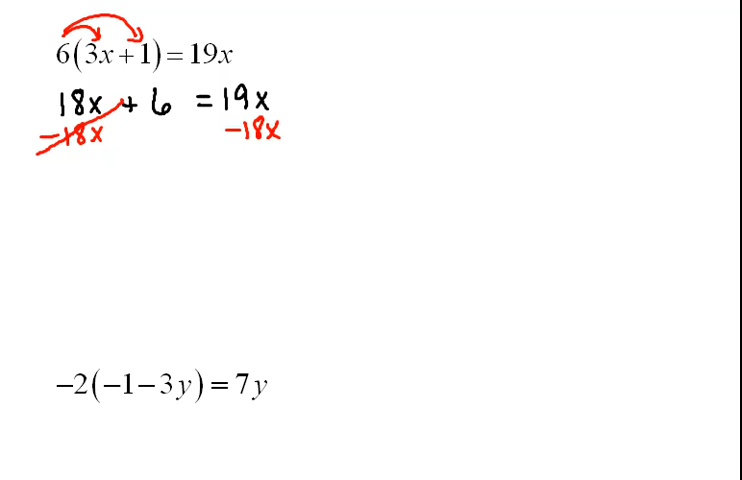 6(3x+1)=19x
18x + 6 = 19x
-18x -18x
-2(-1-3y)=7y